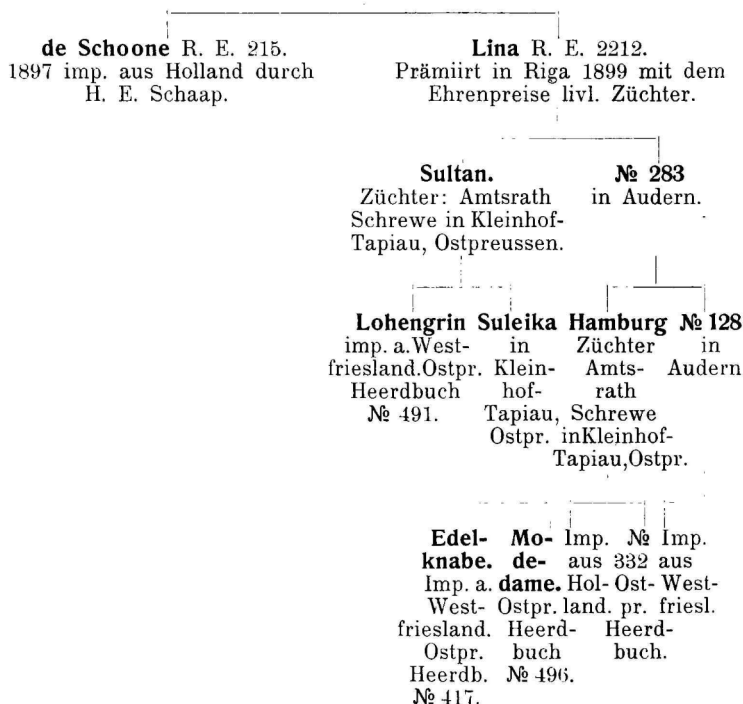 de Schoone R. E. 215.
1897 imp. aus Holland durch
H. E. Schaap.
Lina R. E. 2212.
Prämiirt in Riga 1899 mit dem
Ehrenpreise livl. Züchter.
Sultan.
Züchter: Amtsrath
Schrewe in Kleinhof-
Tapiau, Ostpreussen.
№ 283
in Audern.
Lohengrin
imp. a. West-
friesland. Ostpr.
Heerdbuch
№ 491.
Suleika
in
Klein-
hof-
Tapiau,
Ostpr.
Hamburg
Züchter
Amts-
rath
Schrewe
in Kleinhof-
Tapiau, Ostpr.
№ 128
in
Audern
Edel-
knabe.
Imp. a.
West-
friesland.
Ostpr.
Heerdb.
№ 417.
Mo-
de-
dame.
Ostpr.
Heerd-
buch
№ 496.
Imp.
aus
Hol-
land.
№
332
Ost-
pr.
Heerd-
buch.
Imp.
aus
West-
friesl.